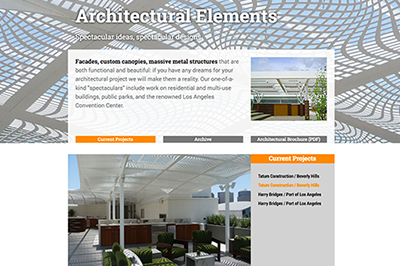 Architectural Elements
Spectacular ideas, spectacular designs
Facades, custom canopies, massive metal structures that are
both functional and beautiful: if you have any dreams for your
architectural project we will make them a reality. Our one-of-a-
kind "spectaculars" include work on residential and multi-use
buildings, public parks, and the renowned Los Angeles
Convention Center.
Current Projects
Archive
Architectural Brochure (PDF)
Current Projects
Tatum Construction / Beverly Hills
Tatum Construction / Beverly Hills
Harry Bridges / Port of Los Angeles
Harry Bridges / Port of Los Angeles